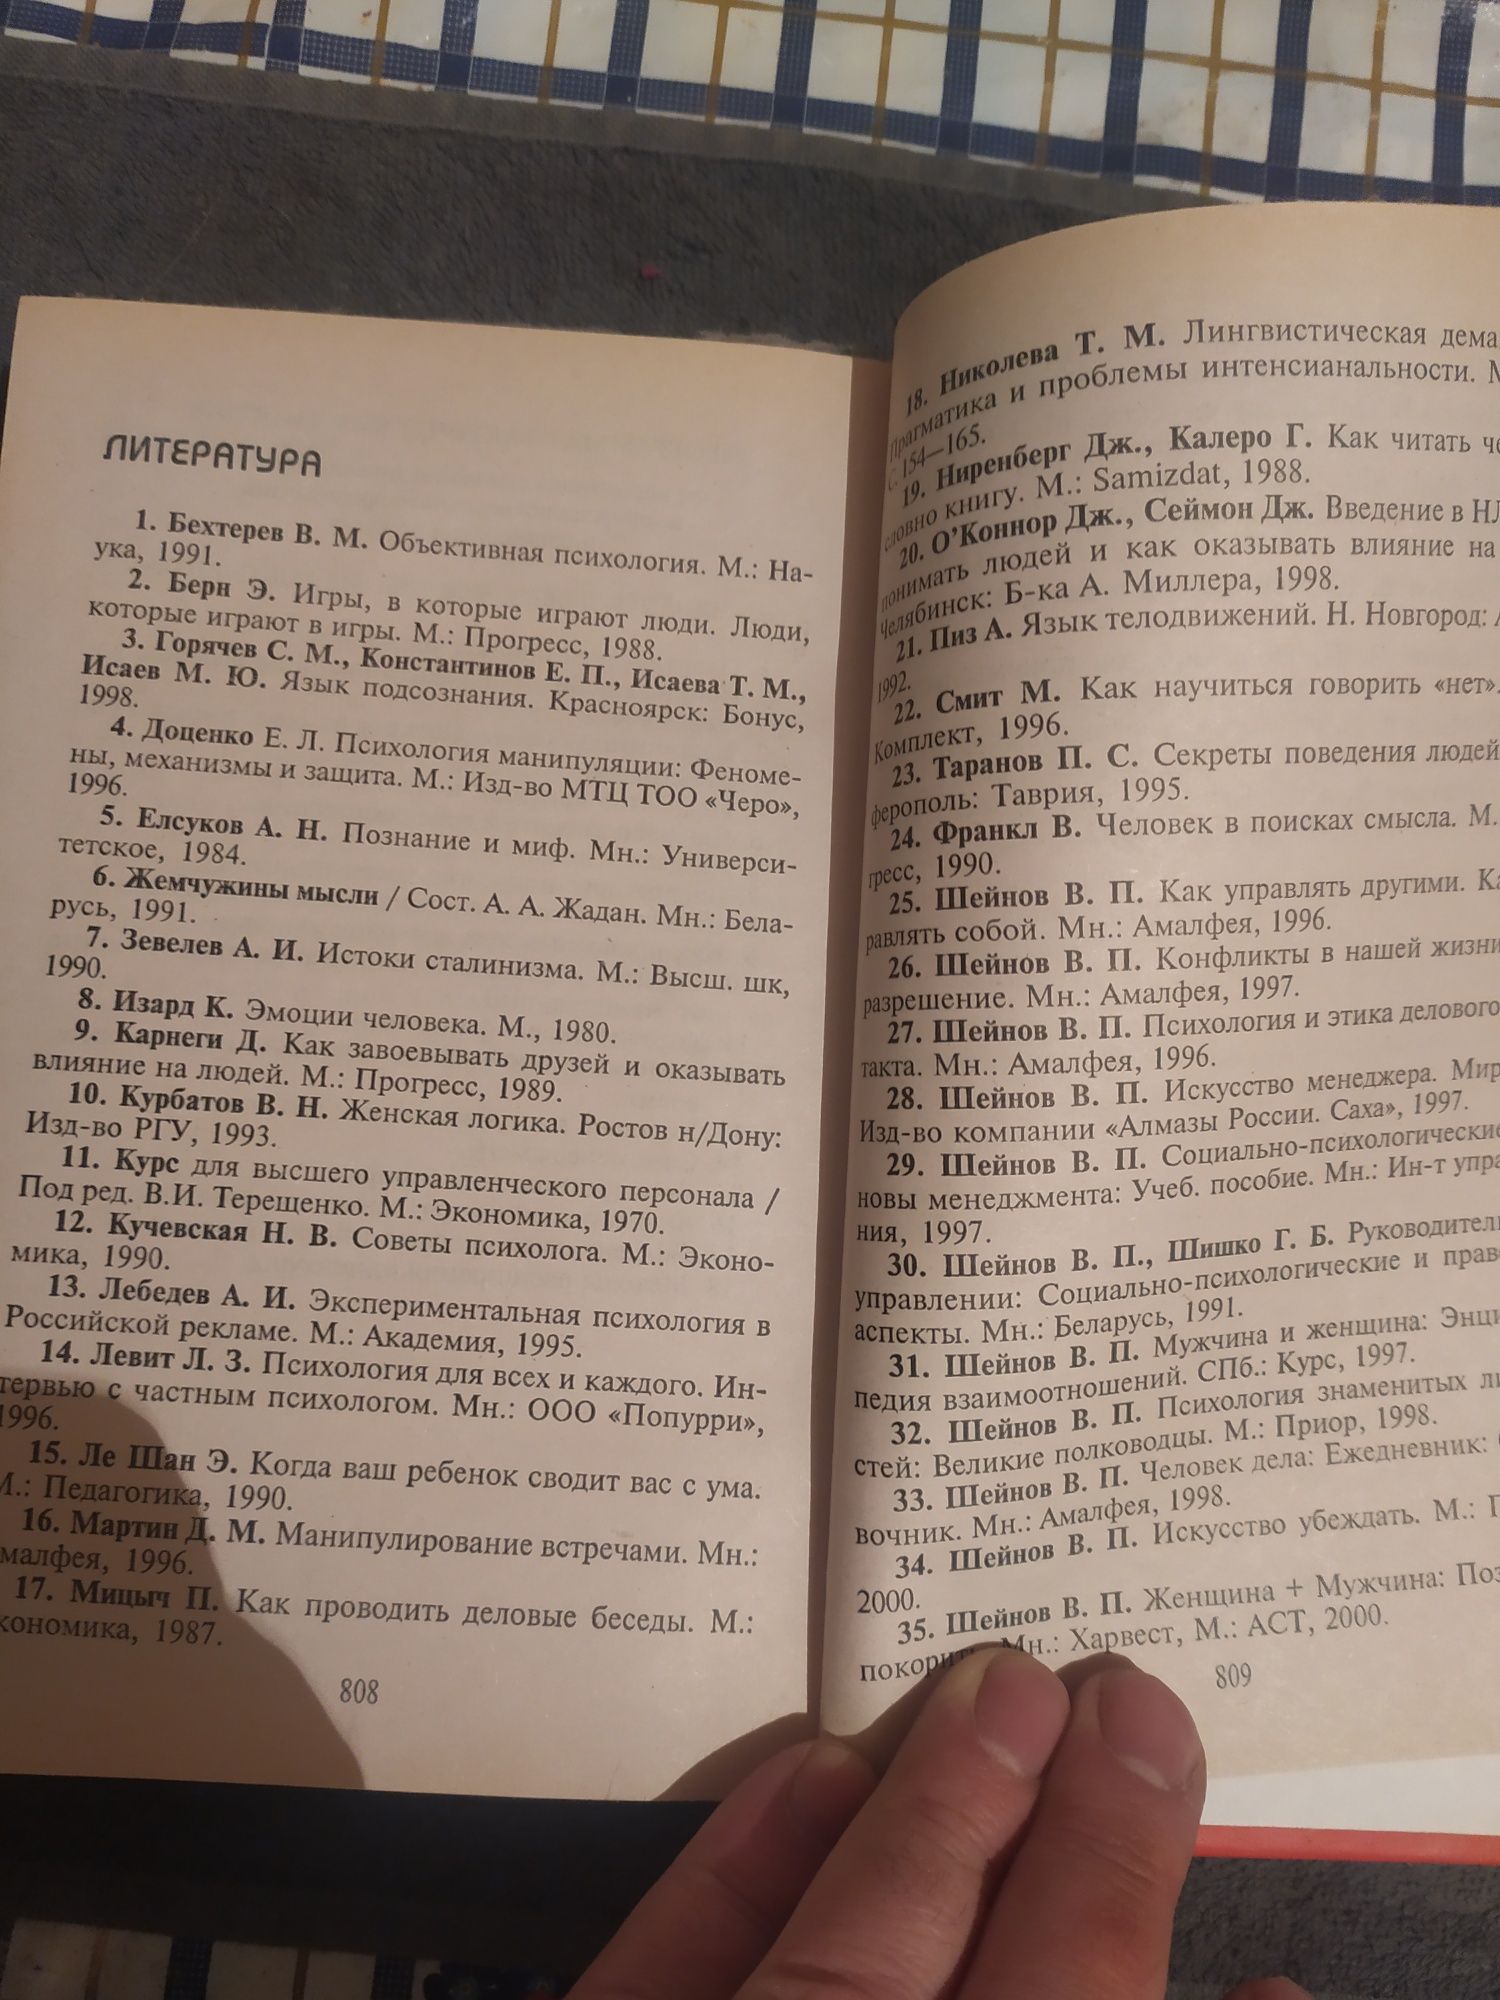 ЛИТЕРАТУРА
1. Бехтерев В. М. Объективная психология. М.: На-
ука, 1991.
2. Берн Э. Игры, в которые играют люди. Люди,
которые играют в игры. М.: Прогресс, 1988.
3. Горячев С. М., Константинов Е. П., Исаева Т. М.,
Исаев М. Ю. Язык подсознания. Красноярск: Бонус,
1998.
4. Доценко Е. Л. Психология манипуляции: Феноме-
ны, механизмы и защита. М.: Изд-во МТЦ ТОО «Черо»,
1996.
5. Елсуков А. Н. Познание и миф. Мн.: Универси-
тетское, 1984.
6. Жемчужины мысли / Сост. А. А. Жадан. Мн.: Бела-
русь, 1991.
7. Зевелев А. И. Истоки сталинизма. М.: Высш. шк,
1990.
8. Изард К. Эмоции человека. М., 1980.
9. Карнеги Д. Как завоевывать друзей и оказывать
влияние на людей. М.: Прогресс, 1989.
10. Курбатов В. Н. Женская логика. Ростов н/Дону:
Изд-во РГУ, 1993.
11. Курс для высшего управленческого персонала /
Под ред. В.И. Терещенко. М.: Экономика, 1970.
12. Кучевская Н. В. Советы психолога. М.: Эконо-
мика, 1990.
13. Лебедев А. И. Экспериментальная психология в
Российской рекламе. М.: Академия, 1995.
14. Левит Л. З. Психология для всех и каждого. Ин-
тервью с частным психологом. Мн.: ООО «Попурри»,
1996.
15. Ле Шан Э. Когда ваш ребенок сводит вас с ума.
М.: Педагогика, 1990.
16. Мартин Д. М. Манипулирование встречами. Мн.:
малфея, 1996.
17. Мицыч П. Как проводить деловые беседы. М.:
кономика, 1987.
808
18. Николева Т. М. Лингвистическая дема
Прагматика и проблемы интенсианальности. М
С. 154—165.
19. Ниренберг Дж., Калеро Г. Как читать че
словно книгу. М.: Samizdat, 1988.
20. О'Коннор Дж., Сеймон Дж. Введение в НЛ
понимать людей и как оказывать влияние на
Челябинск: Б-ка А. Миллера, 1998.
21. Пиз А. Язык телодвижений. Н. Новгород:
1992.
22. Смит М. Как научиться говорить «нет».
Комплект, 1996.
23. Таранов П. С. Секреты поведения людей
ферополь: Таврия, 1995.
24. Франкл В. Человек в поисках смысла. М.
гресс, 1990.
25. Шейнов В. П. Как управлять другими. Ка
равлять собой. Мн.: Амалфея, 1996.
26. Шейнов В. П. Конфликты в нашей жизни
разрешение. Мн.: Амалфея, 1997.
27. Шейнов В. П. Психология и этика делового
такта. Мн.: Амалфея, 1996.
28. Шейнов В. П. Искусство менеджера. Мир
Изд-во компании «Алмазы России. Саха», 1997.
29. Шейнов В. П. Социально-психологические
новы менеджмента: Учеб. пособие. Мн.: Ин-т упра
ния, 1997.
30. Шейнов В. П., Шишко Г. Б. Руководитель
управлении: Социально-психологические и право
аспекты. Мн.: Беларусь, 1991.
31. Шейнов В. П. Мужчина и женщина: Энци
педия взаимоотношений. СПб.: Курс, 1997.
32. Шейнов В. П. Психология знаменитых ли
стей: Великие полководцы. М.: Приор, 1998.
33. Шейнов В. П. Человек дела: Ежедневник:
вочник. Мн.: Амалфея, 1998.
34. Шейнов В. П. Искусство убеждать. М.: П
2000.
35. Шейнов В. П. Женщина + Мужчина: Поз
покорить. Мн.: Харвест, М.: АСТ, 2000.
809